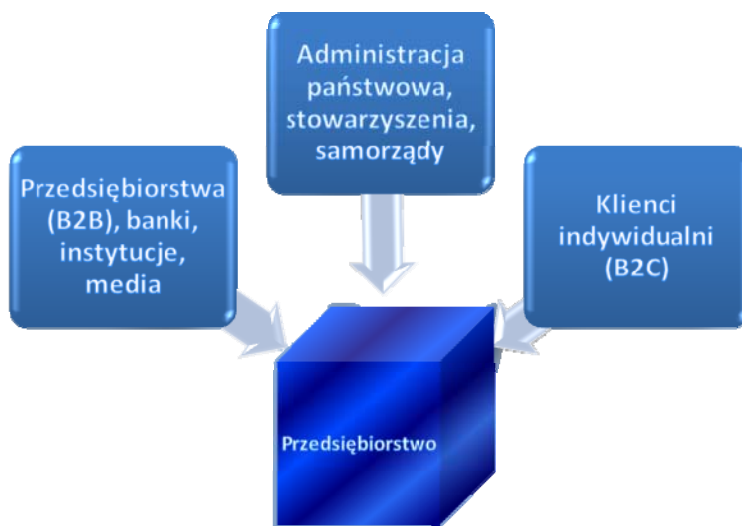 Administracja
państwowa,
stowarzyszenia,
samorządy
Przedsiębiorstwa
(B2B), banki,
instytucje,
media
Klienci
indywidualni
(B2C)
Przedsiębiorstwo